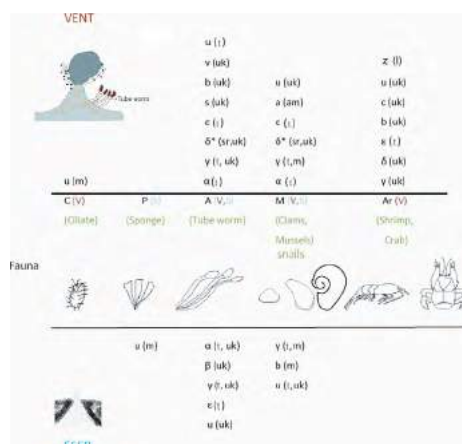 VENT
Tube worm
u (t)
v (uk)
z (l)
b (uk) u (uk) u (uk)
s (uk) a (am) c (uk)
ε (t) ε (t) b (uk)
δ* (sr,uk) δ* (sr,uk) ε (t)
γ (t, uk) γ (t,m) δ (uk)
u (m) α (t) α (t) γ (uk)
C (V) P A (V, M (V, Ar (V)
(Ciliate) (Sponge) (Tube worm) (Clams, (Shrimp,
Mussels) Crab)
snails
Fauna
u (m) α (t, uk) γ (t,m)
β (uk) b (m)
γ (t, uk) u (t,uk)
ε (t)
u (uk)